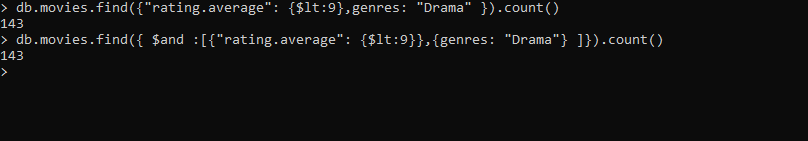 > db.movies.find({"rating.average": {$lt:9},genres: "Drama" }).count()
143
> db.movies.find({ $and :[{"rating.average": {$lt:9}},{genres: "Drama"} ]}).count()
143
>